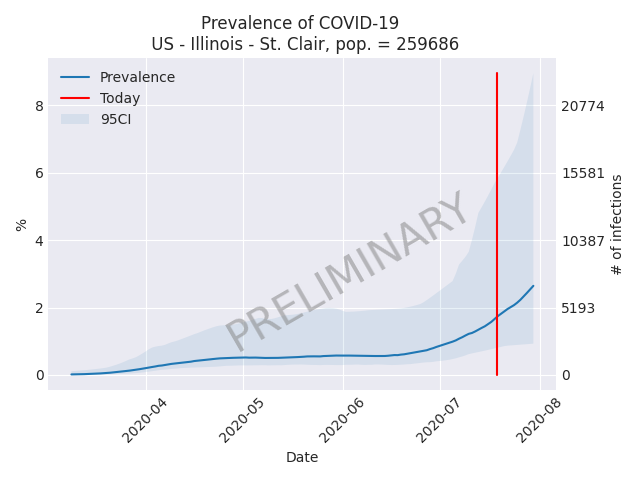 Prevalence of COVID-19
US - Illinois - St. Clair, pop. = 259686
Prevalence
Today
95CI
8
6
4
2
0
%
20774
15581
10387
5193
0
# of infections
PRELIMINARY
2020-04
2020-05
2020-06
2020-07
2020-08
Date